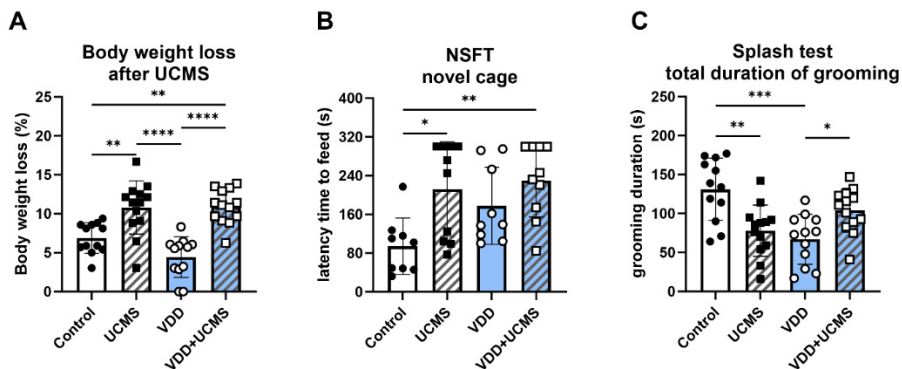 A
Body weight loss
after UCMS
Body weight loss (%)
25
20
15
10
5
0
**
**
****
****
Control
UCMS
VDD
VDD+UCMS
B
NSFT
novel cage
latency time to feed (s)
400
320
240
160
80
0
**
*
Control
UCMS
VDD
VDD+UCMS
C
Splash test
total duration of grooming
grooming duration (s)
250
200
150
100
50
0
***
**
*
Control
UCMS
VDD
VDD+UCMS